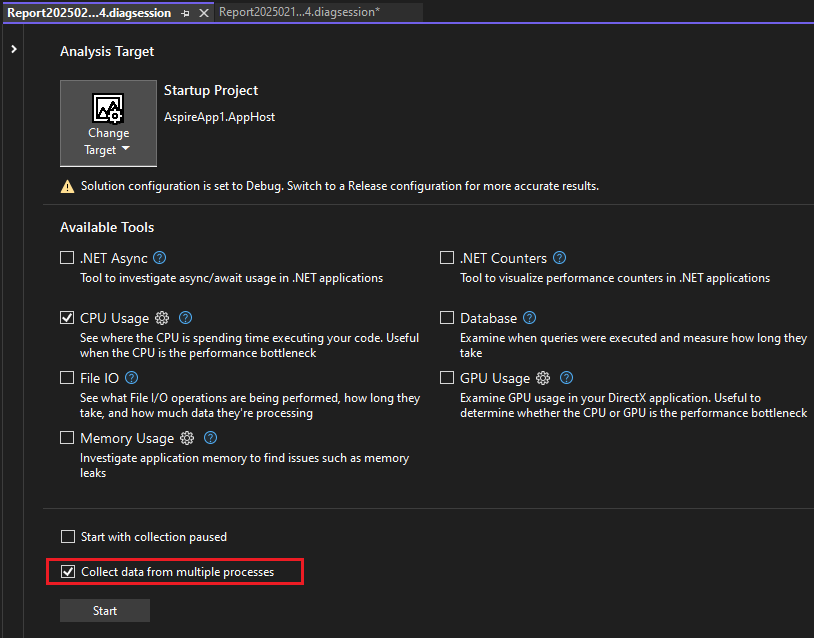 Report202502...4.diagsession
Report2025021...4.diagsession*
Analysis Target
Change
Target
Startup Project
AspireApp1.AppHost
Solution configuration is set to Debug. Switch to a Release configuration for more accurate results.
Available Tools
.NET Async
Tool to investigate async/await usage in .NET applications
.NET Counters
Tool to visualize performance counters in .NET applications
CPU Usage
See where the CPU is spending time executing your code. Useful
when the CPU is the performance bottleneck
Database
Examine when queries were executed and measure how long they
take
File IO
See what File I/O operations are being performed, how long they
take, and how much data they're processing
GPU Usage
Examine GPU usage in your DirectX application. Useful to
determine whether the CPU or GPU is the performance bottleneck
Memory Usage
Investigate application memory to find issues such as memory
leaks
Start with collection paused
Collect data from multiple processes
Start